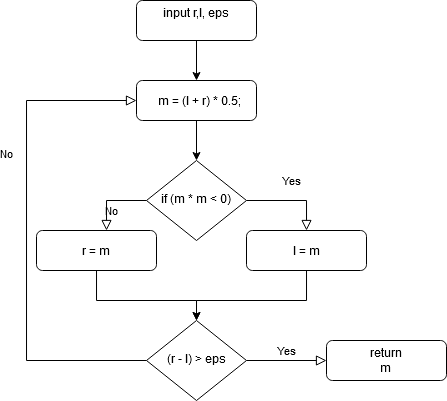 input r,l, eps
m = (l + r) * 0.5;
No
if (m * m < 0)
Yes
No
r = m
l = m
(r - l) > eps
Yes
return
m